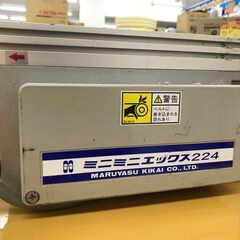 警告
ベルトに
巻き込まれる
恐れあり
ミニミニエックス224
MARUYASU KIKAI CO., LTD.